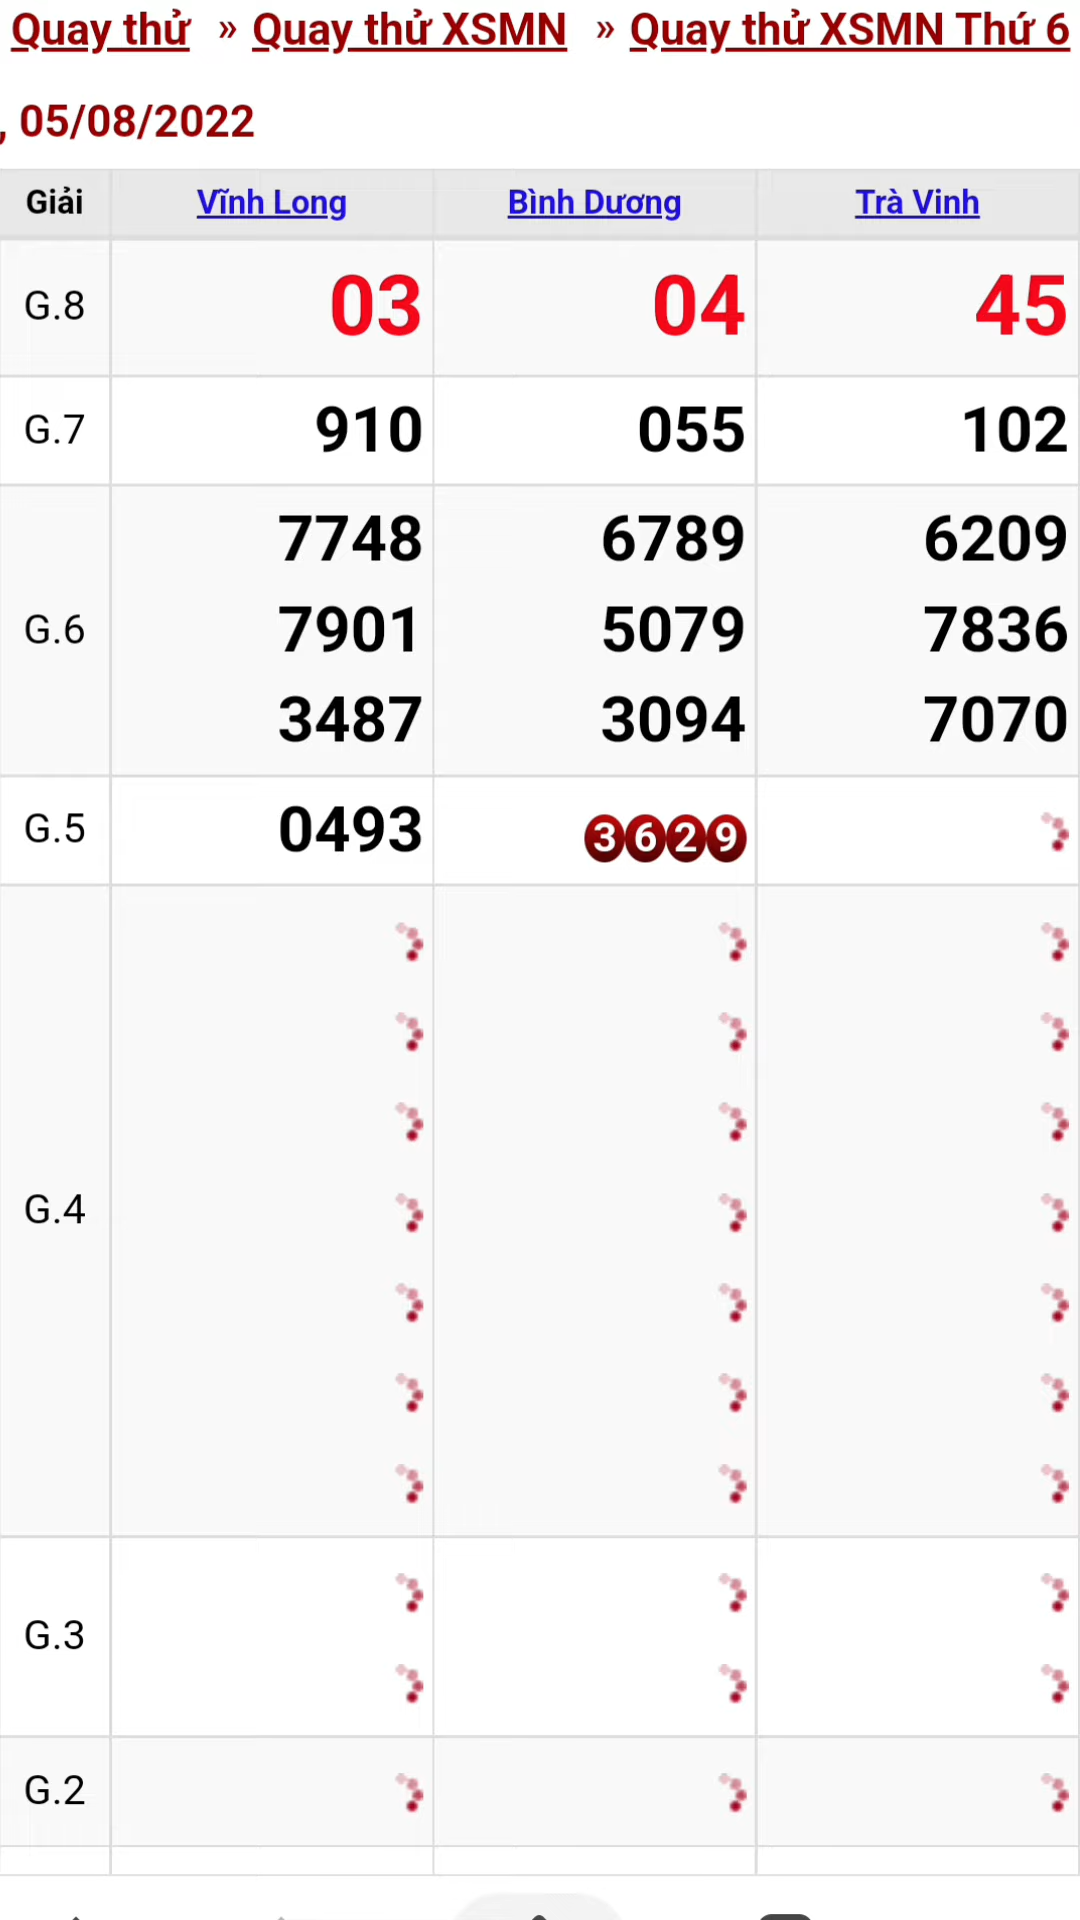 Quay thử » Quay thử XSMN » Quay thử XSMN Thứ 6
, 05/08/2022
Giải Vĩnh Long Bình Dương Trà Vinh
G.8 03 04 45
G.7 910 055 102
7748 6789 6209
G.6 7901 5079 7836
3487 3094 7070
G.5 0493 3629
G.4
G.3
G.2